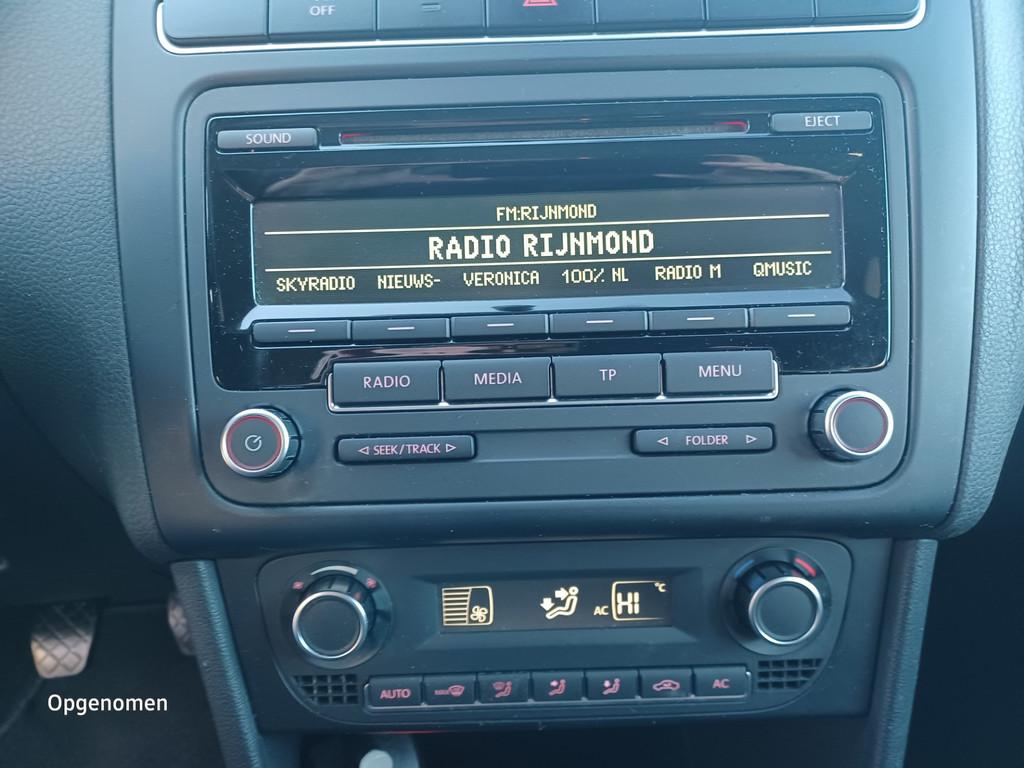 OFF
SOUND
EJECT
FM:RIJNMOND
RADIO RIJNMOND
SKYRADIO NIEUWS- VERONICA 100% NL RADIO M QMUSIC
RADIO MEDIA TP MENU
SEEK/TRACK FOLDER
AC HI °C
AUTO AC
Opgenomen